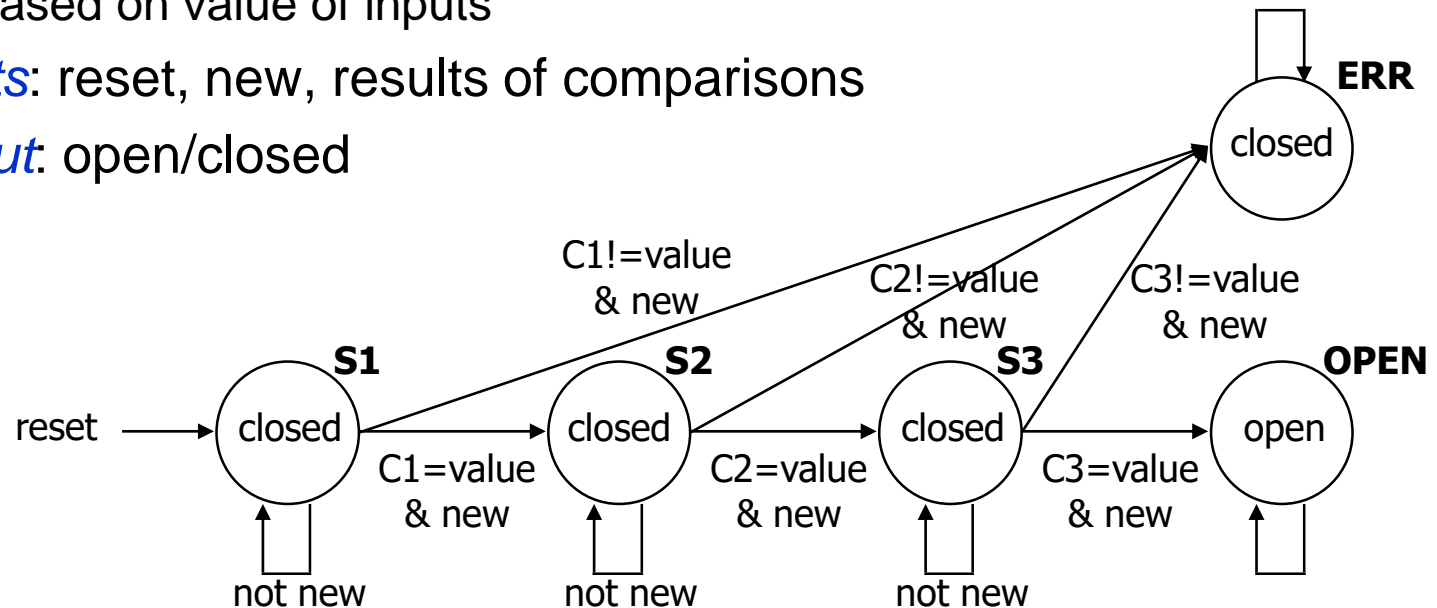 based on value of inputs
ts: reset, new, results of comparisons
ut: open/closed
ERR
closed
C1!=value
& new
C2!=value
& new
C3!=value
& new
S1
S2
S3
OPEN
reset
closed
closed
closed
open
C1=value
& new
C2=value
& new
C3=value
& new
not new
not new
not new